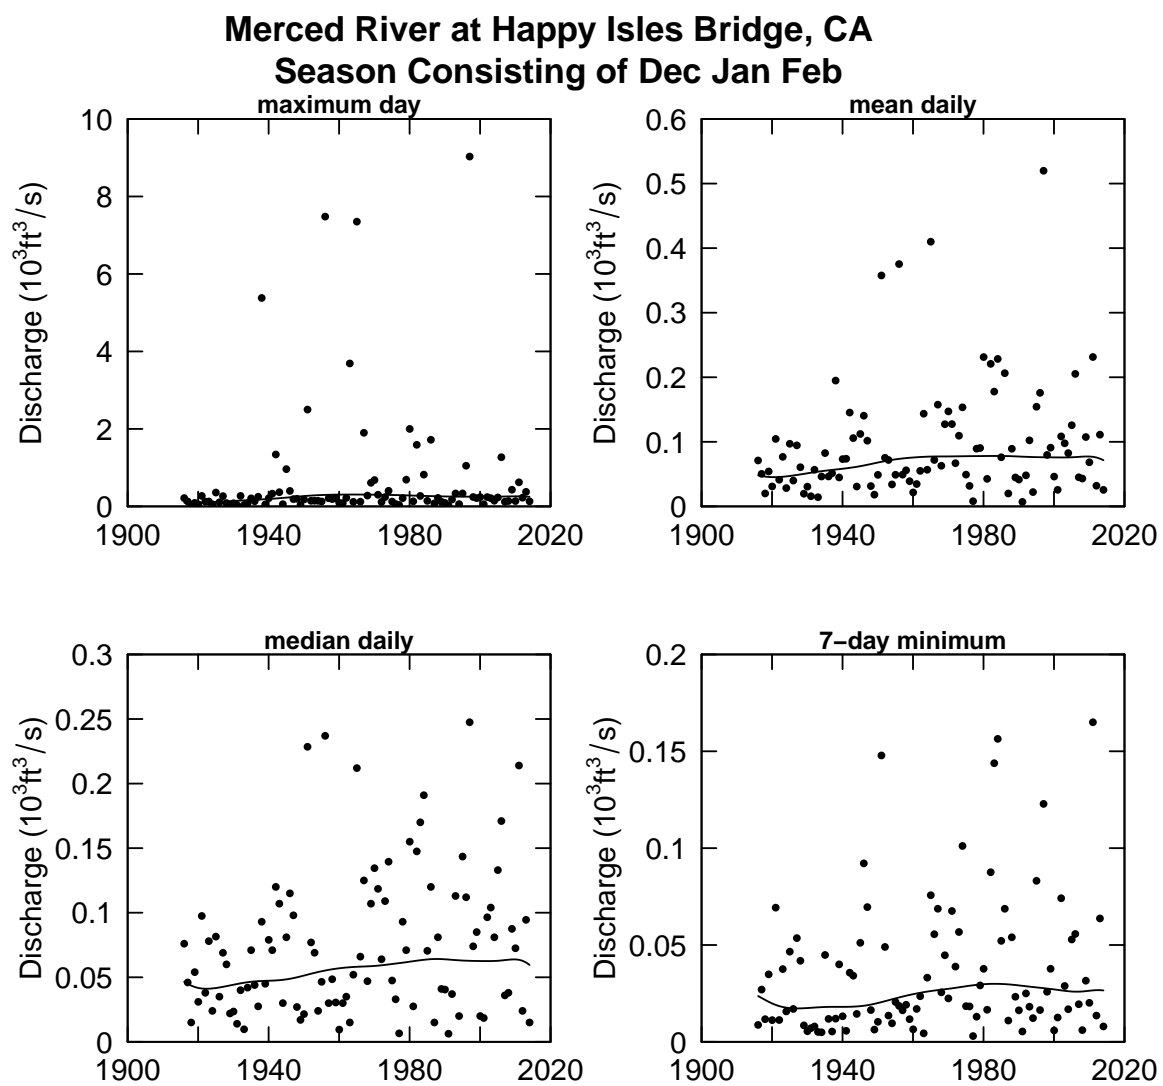 Merced River at Happy Isles Bridge, CA
Season Consisting of Dec Jan Feb
maximum day
Discharge (10³ft³/s)
10
8
6
4
2
0
1900 1940 1980 2020
mean daily
Discharge (10³ft³/s)
0.6
0.5
0.4
0.3
0.2
0.1
0
1900 1940 1980 2020
median daily
Discharge (10³ft³/s)
0.3
0.25
0.2
0.15
0.1
0.05
0
1900 1940 1980 2020
7−day minimum
Discharge (10³ft³/s)
0.2
0.15
0.1
0.05
0
1900 1940 1980 2020